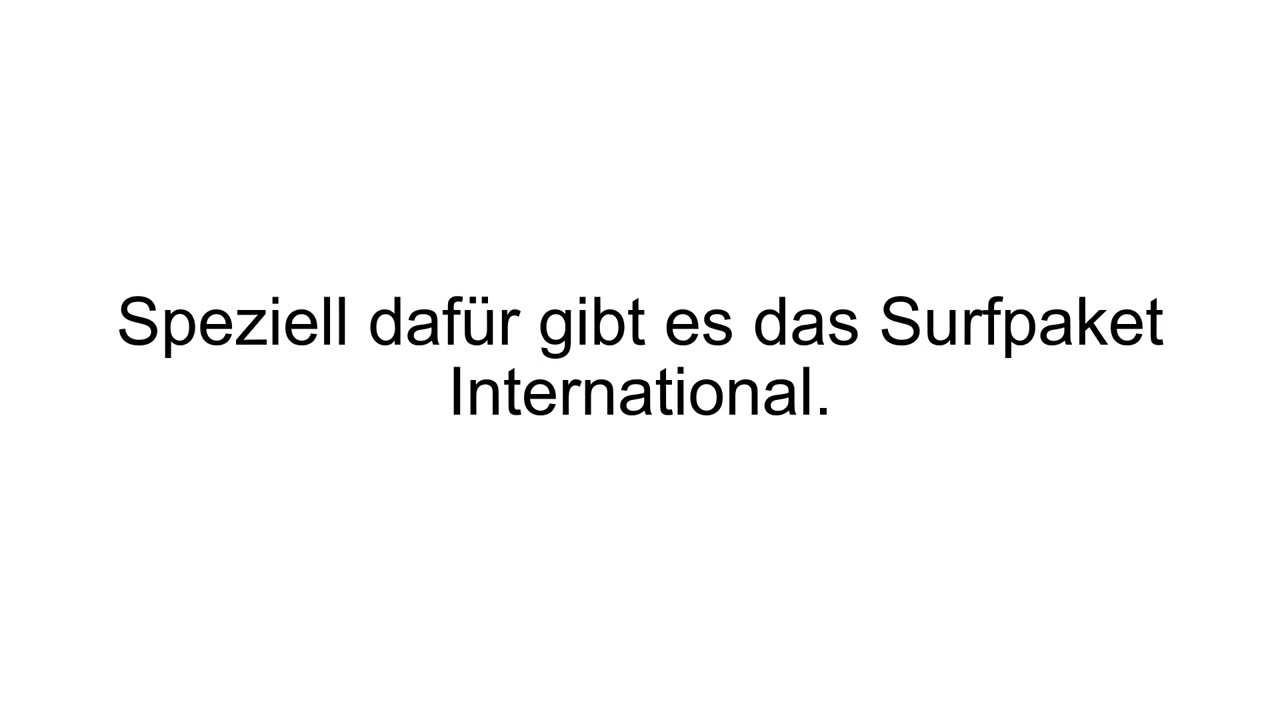 Speziell dafür gibt es das Surfpaket
International.